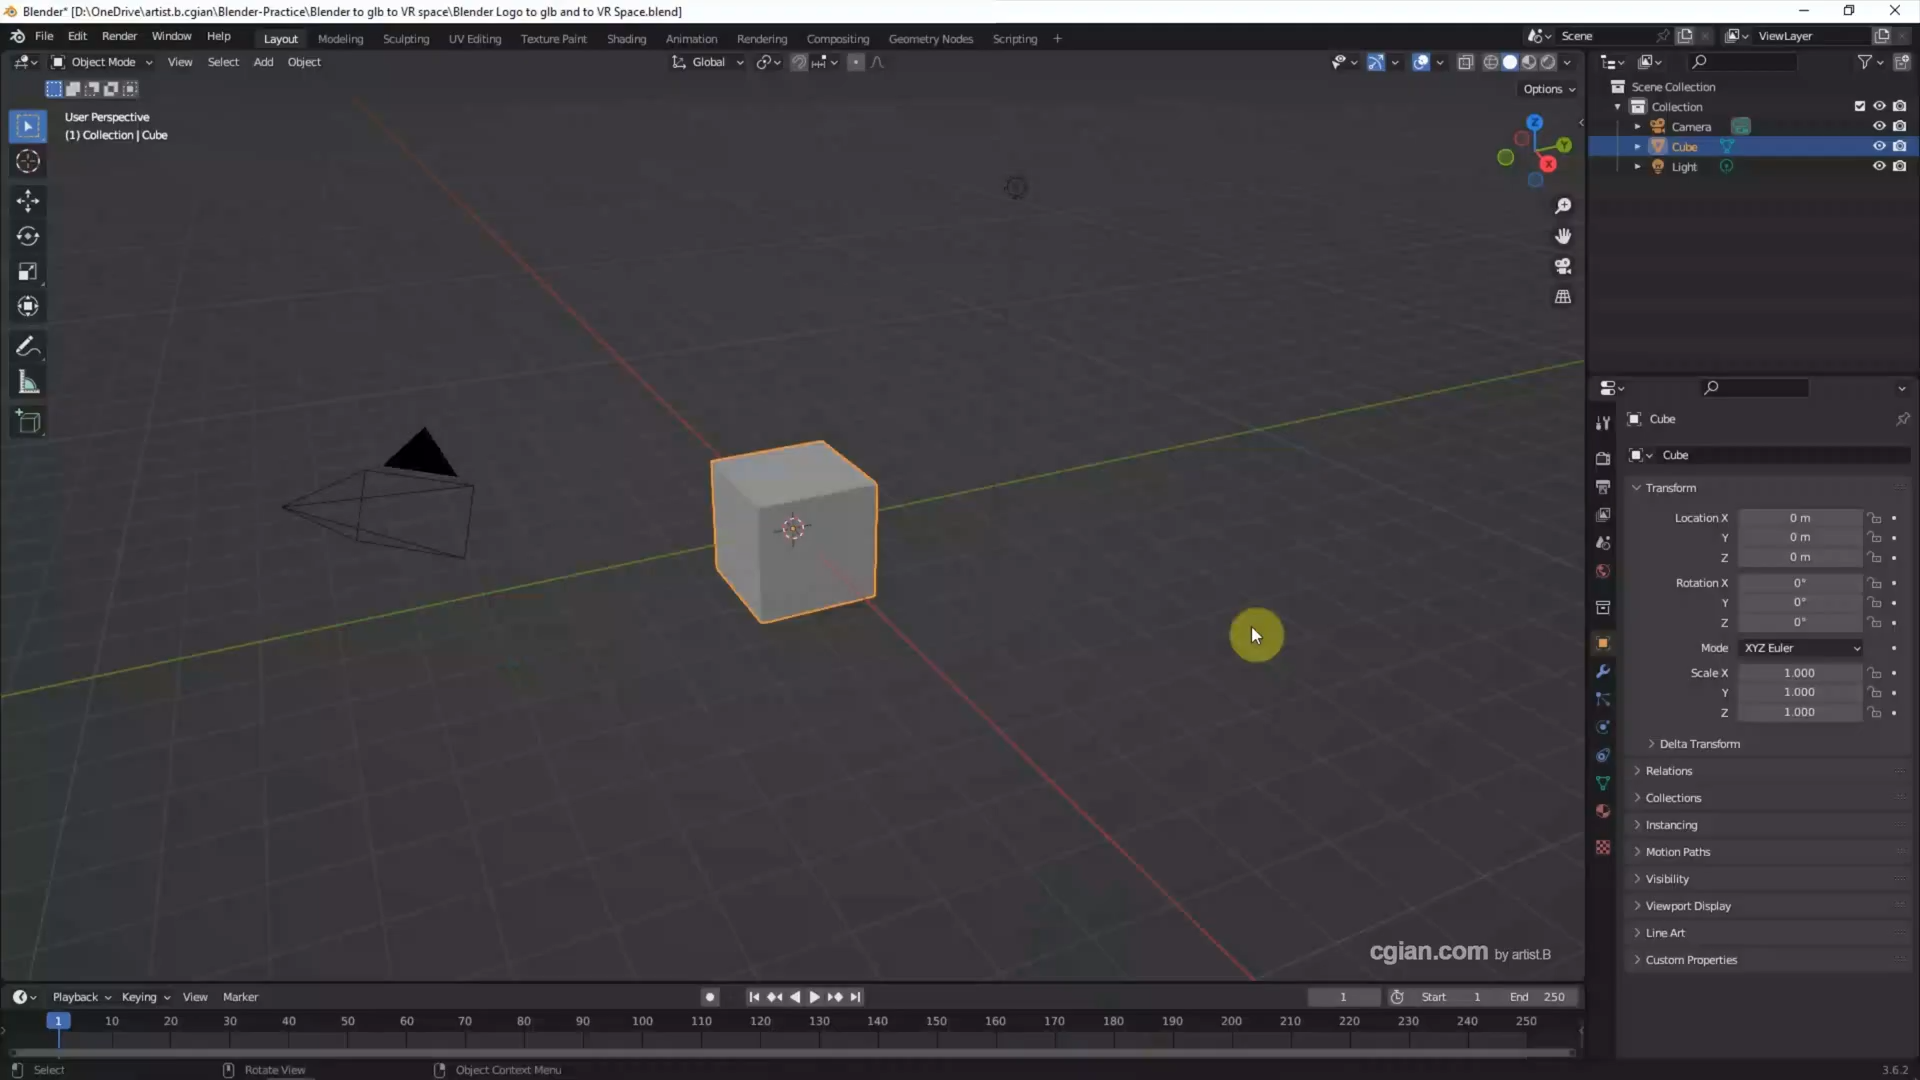 Blender* [D:\OneDrive\artist.b.cgian\Blender-Practice\Blender to glb to VR space\Blender Logo to glb and to VR Space.blend]
File Edit Render Window Help Layout Modeling Sculpting UV Editing Texture Paint Shading Animation Rendering Compositing Geometry Nodes Scripting + Scene ViewLayer
Object Mode View Select Add Object Global
Options
User Perspective
(1) Collection | Cube
Z
Y
X
Scene Collection
Collection
Camera
Cube
Light
Cube
Cube
Transform
Location X 0 m
Y 0 m
Z 0 m
Rotation X 0°
Y 0°
Z 0°
Mode XYZ Euler
Scale X 1.000
Y 1.000
Z 1.000
Delta Transform
Relations
Collections
Instancing
Motion Paths
Visibility
Viewport Display
Line Art
Custom Properties
cgian.com by artist.B
Playback Keying View Marker 1 Start 1 End 250
1 10 20 30 40 50 60 70 80 90 100 110 120 130 140 150 160 170 180 190 200 210 220 230 240 250
Select Rotate View Object Context Menu 3.6.2